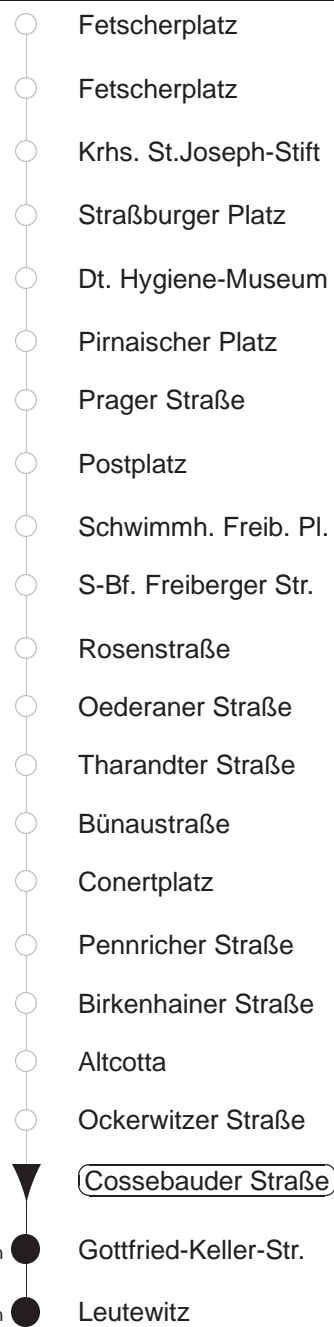 Fetscherplatz
Fetscherplatz
Krhs. St.Joseph-Stift
Straßburger Platz
Dt. Hygiene-Museum
Pirnaischer Platz
Prager Straße
Postplatz
Schwimmh. Freib. Pl.
S-Bf. Freiberger Str.
Rosenstraße
Oederaner Straße
Tharandter Straße
Bünaustraße
Conertplatz
Pennricher Straße
Birkenhainer Straße
Altcotta
Ockerwitzer Straße
Cossebauder Straße
Gottfried-Keller-Str.
Leutewitz